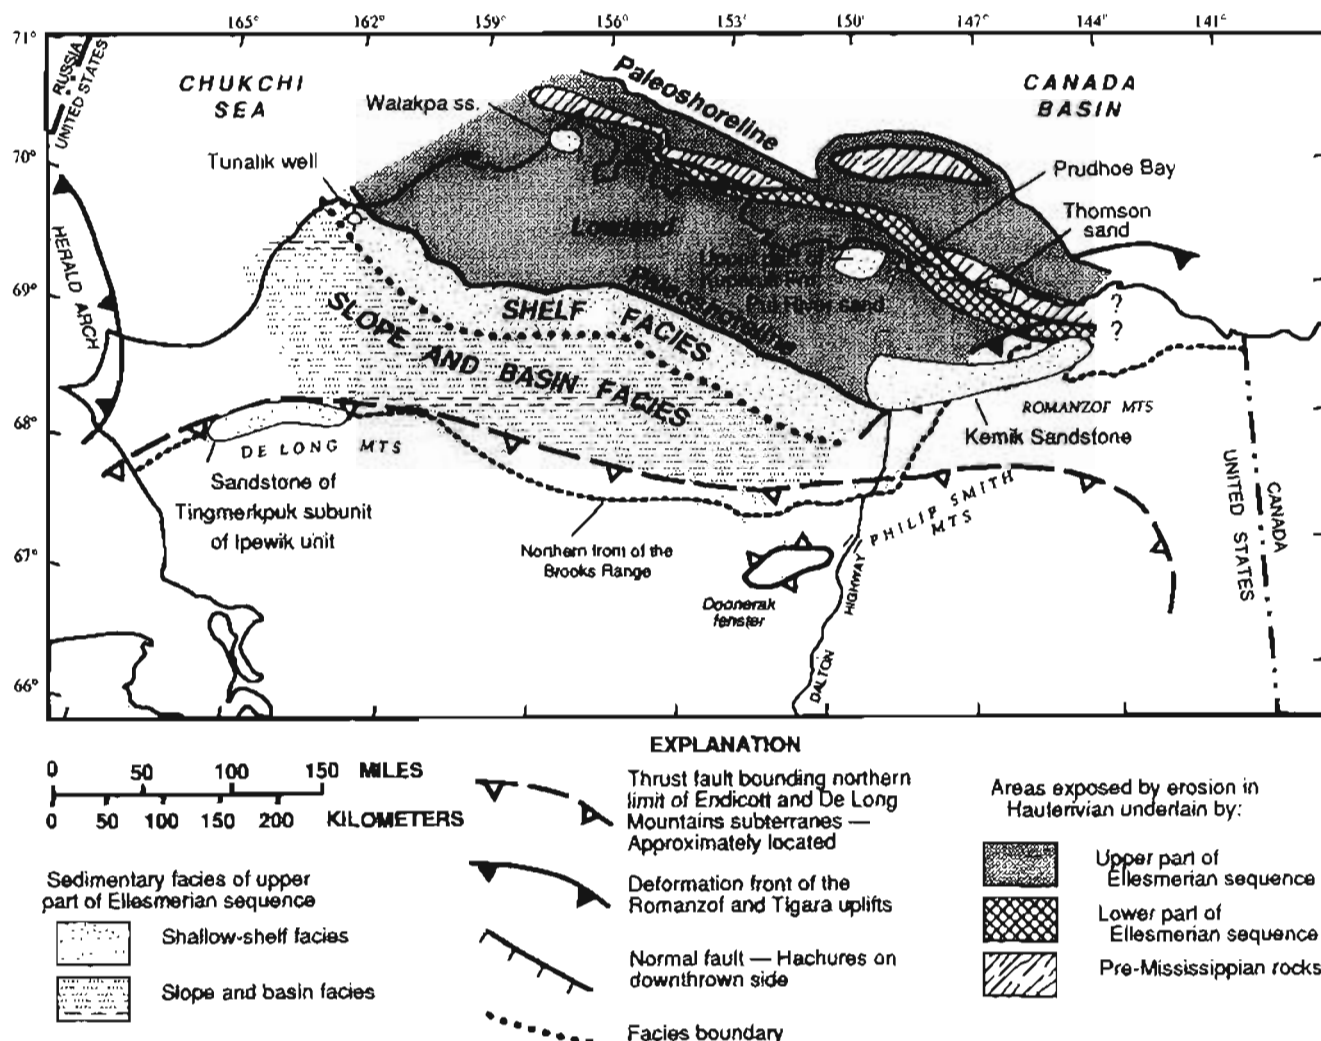 165° 162° 159° 156° 153° 150° 147° 144° 141°
71°
70°
69°
68°
67°
66°
RUSSIA
UNITED STATES
CHUKCHI
SEA
CANADA
BASIN
Paleoshoreline
Walakpa ss.
Tunalik well
Prudhoe Bay
Thomson
sand
Lowland
Upper part of
Kuparuk River sand
Paleoshoreline
HERALD ARCH
SHELF FACIES
SLOPE AND BASIN FACIES
?
?
ROMANZOF MTS
Kemik Sandstone
DE LONG MTS
Sandstone of
Tingmerkpuk subunit
of Ipewik unit
Northern front of the
Brooks Range
PHILIP SMITH
MTS
Doonerak
fenster
DALTON HIGHWAY
UNITED STATES
CANADA
EXPLANATION
0 50 100 150 MILES
0 50 100 150 200 KILOMETERS
Sedimentary facies of upper
part of Ellesmerian sequence
Shallow-shelf facies
Slope and basin facies
Thrust fault bounding northern
limit of Endicott and De Long
Mountains subterranes —
Approximately located
Deformation front of the
Romanzof and Tigara uplifts
Normal fault — Hachures on
downthrown side
Facies boundary
Areas exposed by erosion in
Hauterivian underlain by:
Upper part of
Ellesmerian sequence
Lower part of
Ellesmerian sequence
Pre-Mississippian rocks